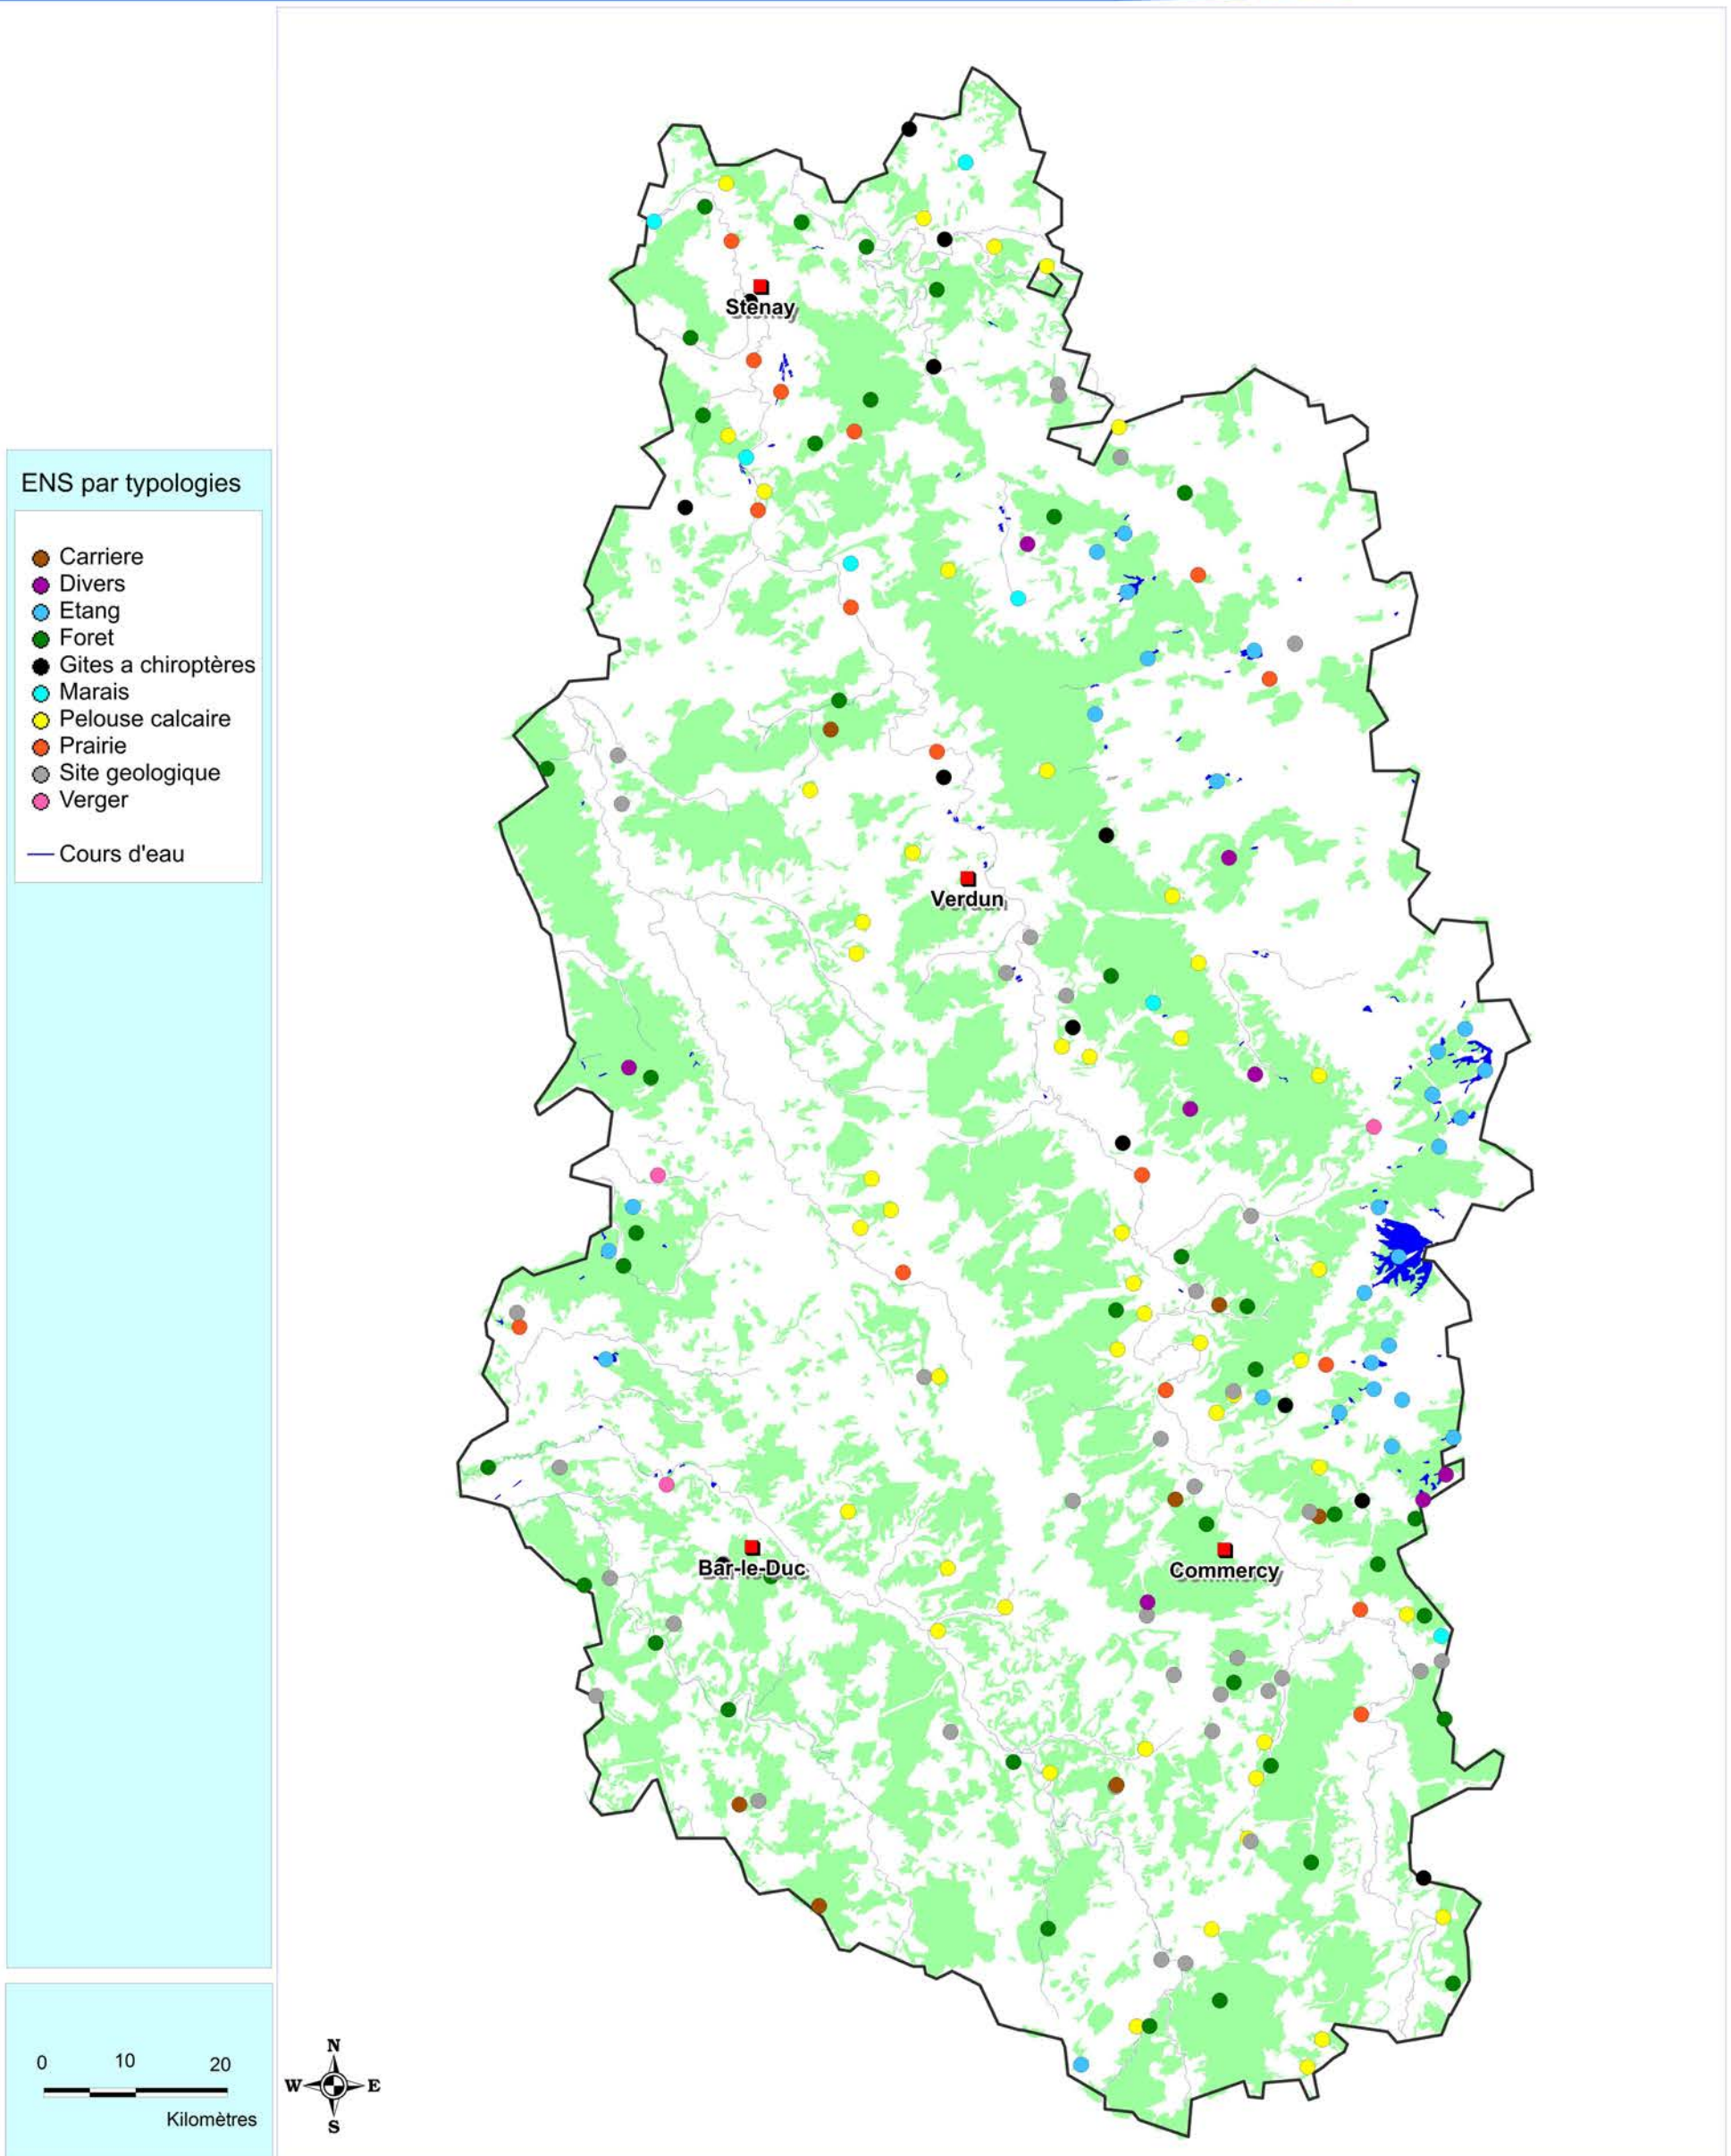 ENS par typologies
Carriere
Divers
Etang
Foret
Gites a chiroptères
Marais
Pelouse calcaire
Prairie
Site geologique
Verger
Cours d'eau
Stenay
Verdun
Bar-le-Duc
Commercy
0 10 20
Kilomètres
N
W E
S